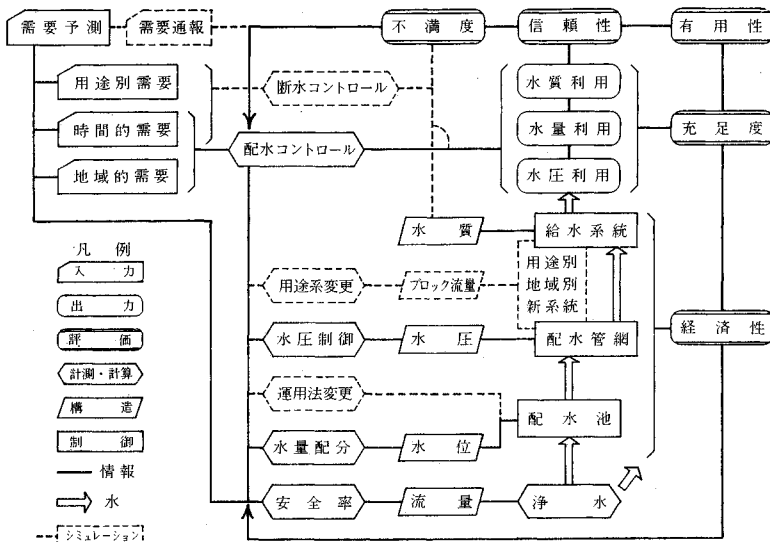 需要予測
需要通報
不満度
信頼性
有用性
用途別需要
断水コントロール
水質利用
時間的需要
水量利用
充足度
配水コントロール
地域的需要
水圧利用
水質
給水系統
凡例
入力
用途別
地域別
新系統
用途系変更
ブロック流量
出力
評価
水圧制御
水圧
配水管網
経済性
計測・計算
運用法変更
構造
配水池
制御
水量配分
水位
情報
水
安全率
流量
浄水
シミュレーション